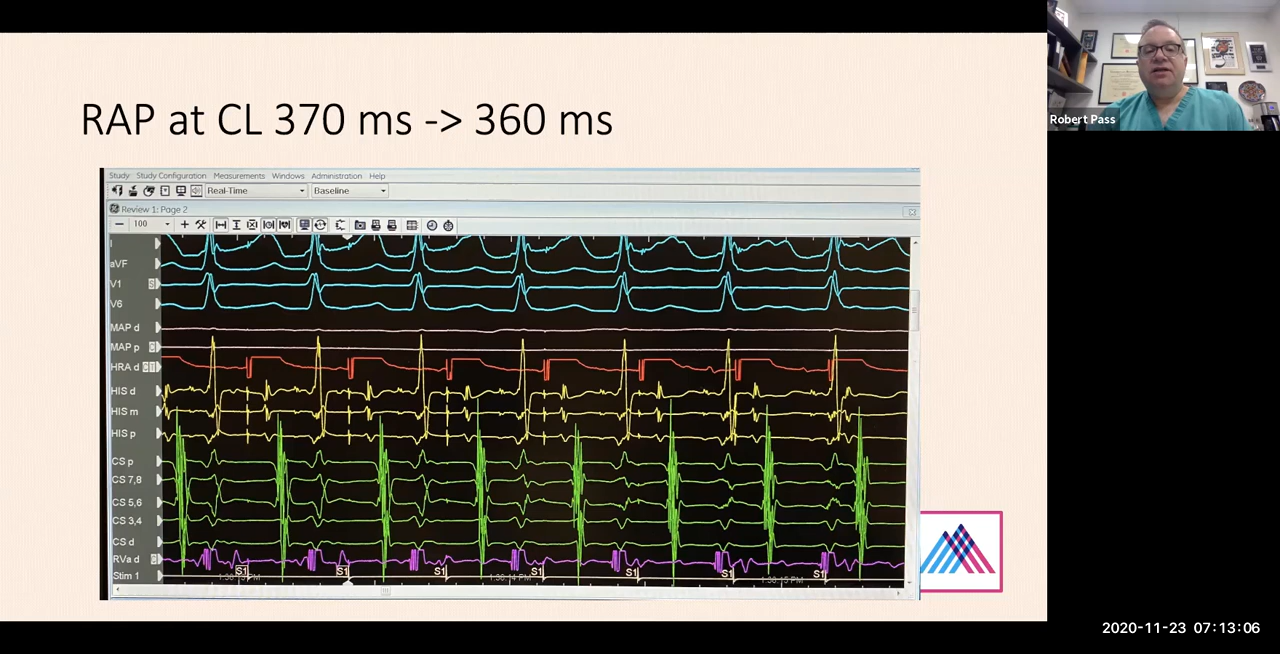 RAP at CL 370 ms -> 360 ms
Robert Pass
Study Study Configuration Measurements Windows Administration Help
Real-Time Baseline
Review 1: Page 2
100
I
aVF
V1 S
V6
MAP d
MAP p C
HRA d
HIS d
HIS m
HIS p
CS p
CS 7,8
CS 5,6
CS 3,4
CS d
RVa d
Stim 1
S1 S1 S1 S1 S1 S1 S1
2020-11-23 07:13:06